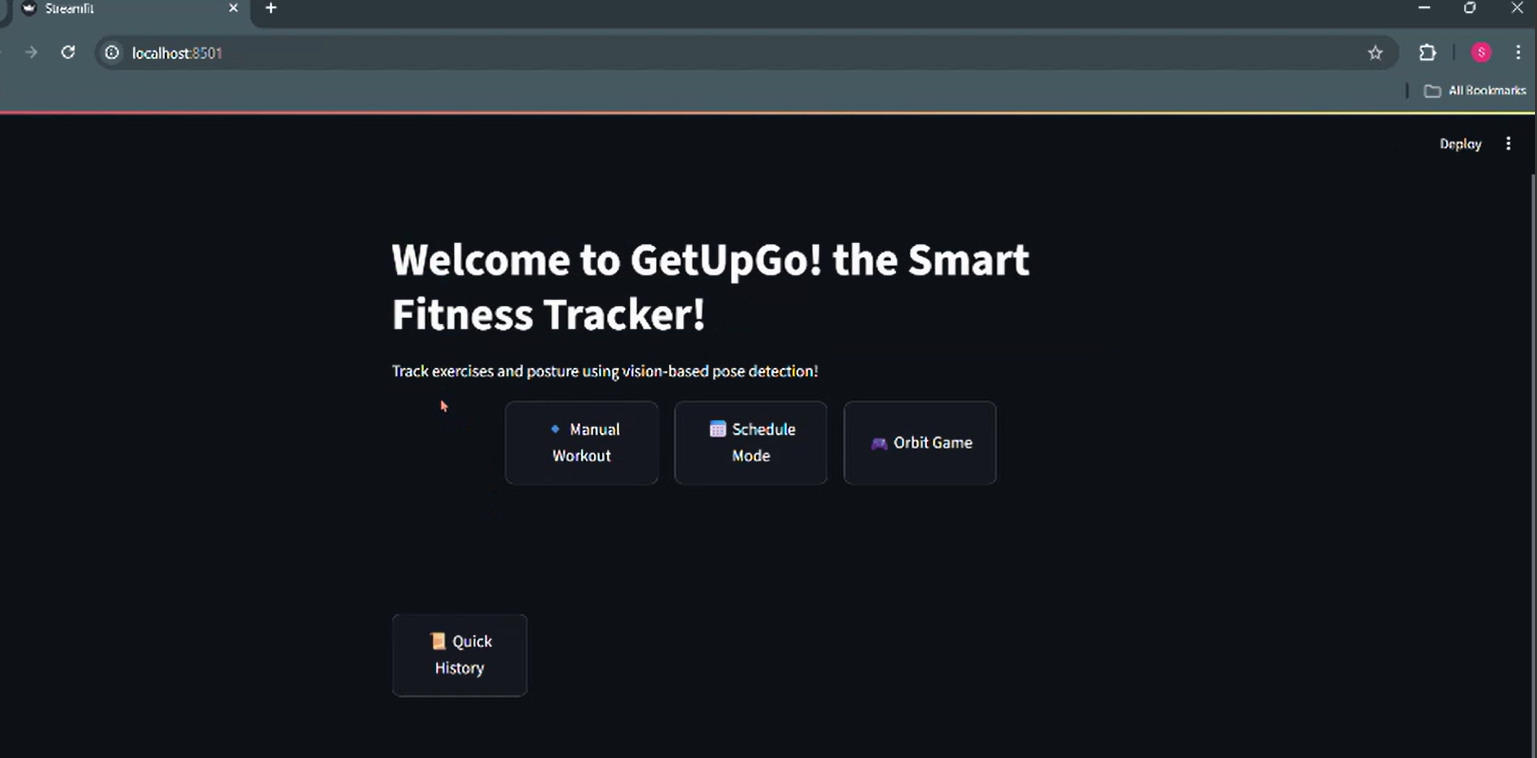 Streamlit
localhost:8501
S
All Bookmarks
Deploy
Welcome to GetUpGo! the Smart
Fitness Tracker!
Track exercises and posture using vision-based pose detection!
Manual
Workout
Schedule
Mode
Orbit Game
Quick
History